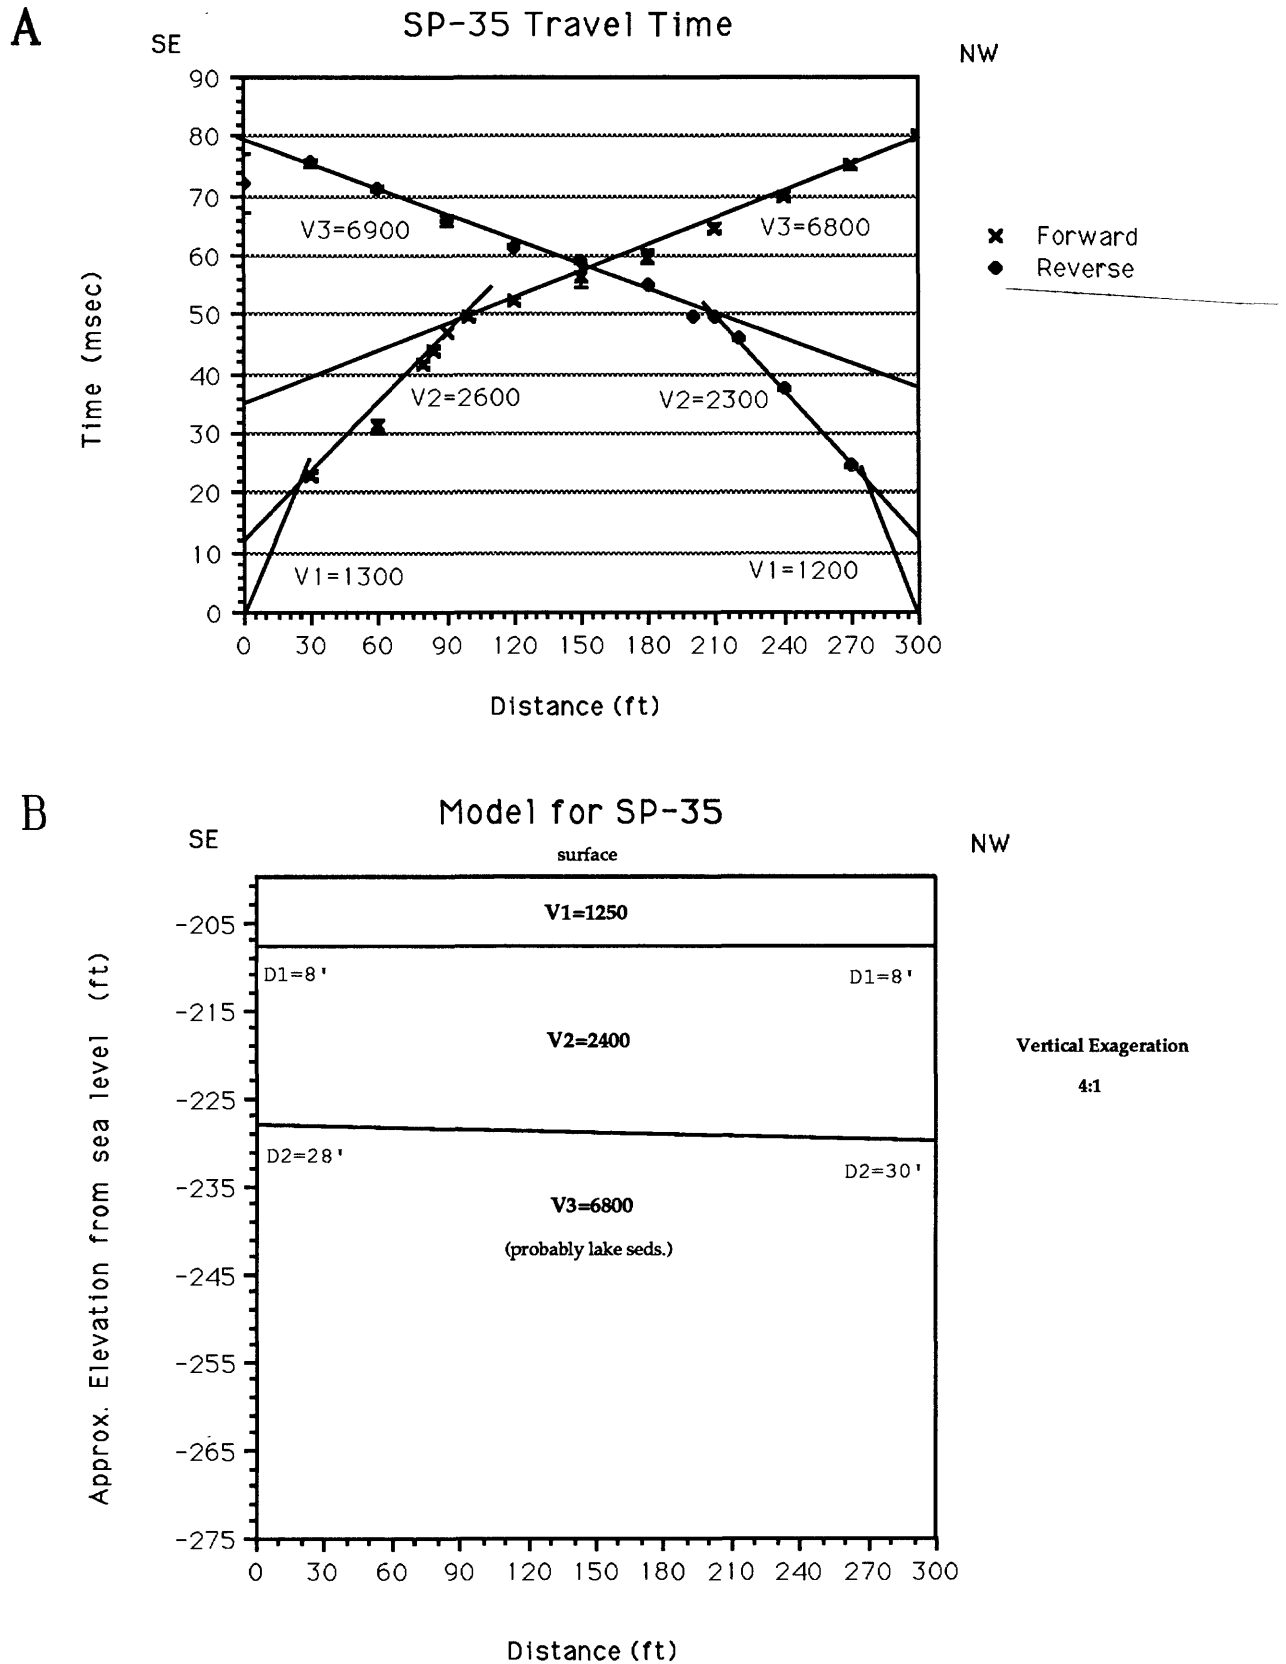 A
SP-35 Travel Time
SE
NW
90
80
70
60
50
40
30
20
10
0
Time (msec)
V3=6900
V3=6800
V2=2600
V2=2300
V1=1300
V1=1200
Forward
Reverse
0 30 60 90 120 150 180 210 240 270 300
Distance (ft)
B
Model for SP-35
SE
NW
surface
V1=1250
-205
D1=8'
D1=8'
-215
V2=2400
Vertical Exageration
4:1
-225
D2=28'
D2=30'
-235
V3=6800
(probably lake seds.)
-245
-255
-265
-275
Approx. Elevation from sea level (ft)
0 30 60 90 120 150 180 210 240 270 300
Distance (ft)